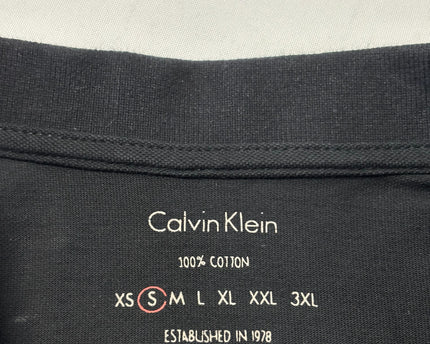 Calvin Klein
100% COTTON
XS S M L XL XXL 3XL
ESTABLISHED IN 1978